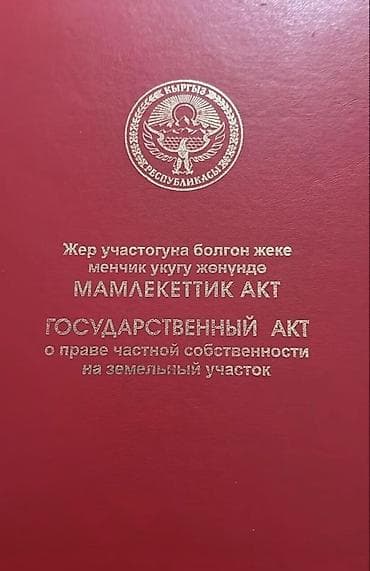 КЫРГЫЗ
РЕСПУБЛИКАСЫ
Жер участогуна болгон жеке
менчик укугу жөнүндө
МАМЛЕКЕТТИК АКТ
ГОСУДАРСТВЕННЫЙ АКТ
о праве частной собственности
на земельный участок